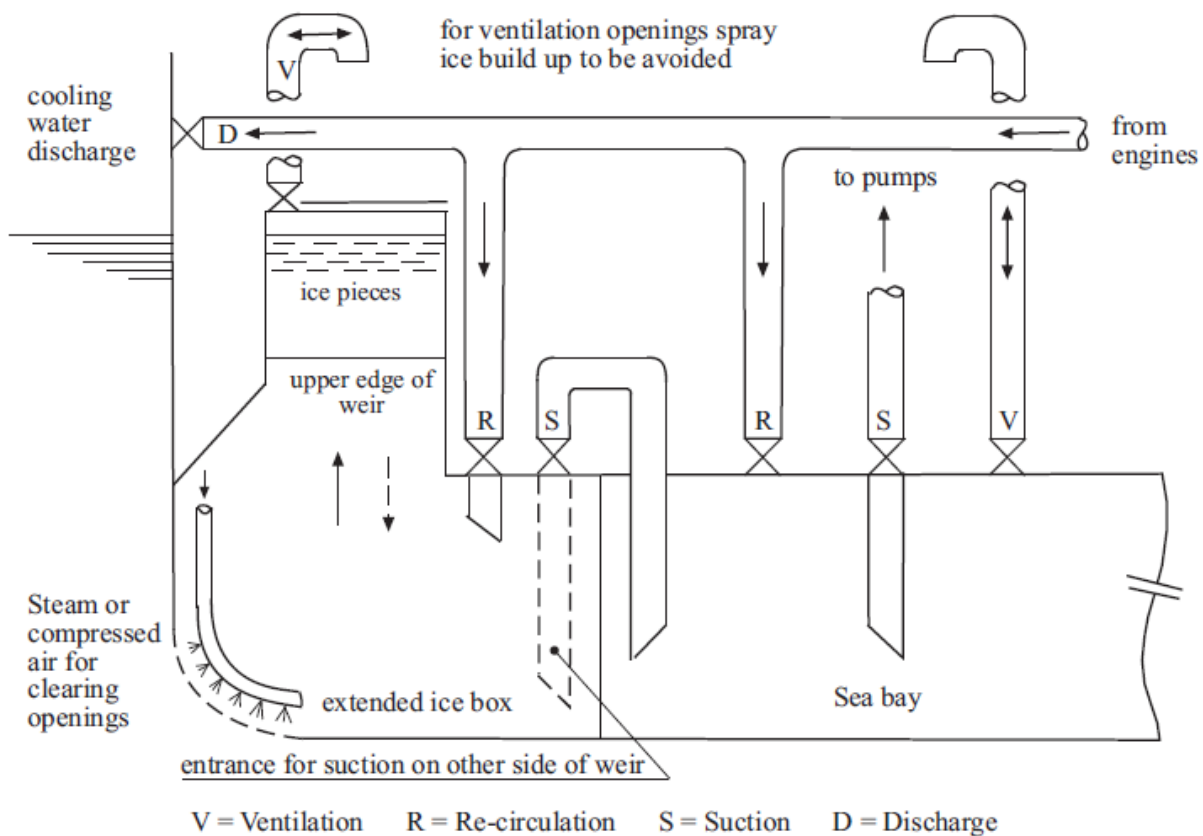 for ventilation openings spray
ice build up to be avoided
V
cooling
water
discharge
D
from
engines
to pumps
ice pieces
upper edge of
weir
R
S
R
S
V
Steam or
compressed
air for
clearing
openings
extended ice box
Sea bay
entrance for suction on other side of weir
V = Ventilation R = Re-circulation S = Suction D = Discharge